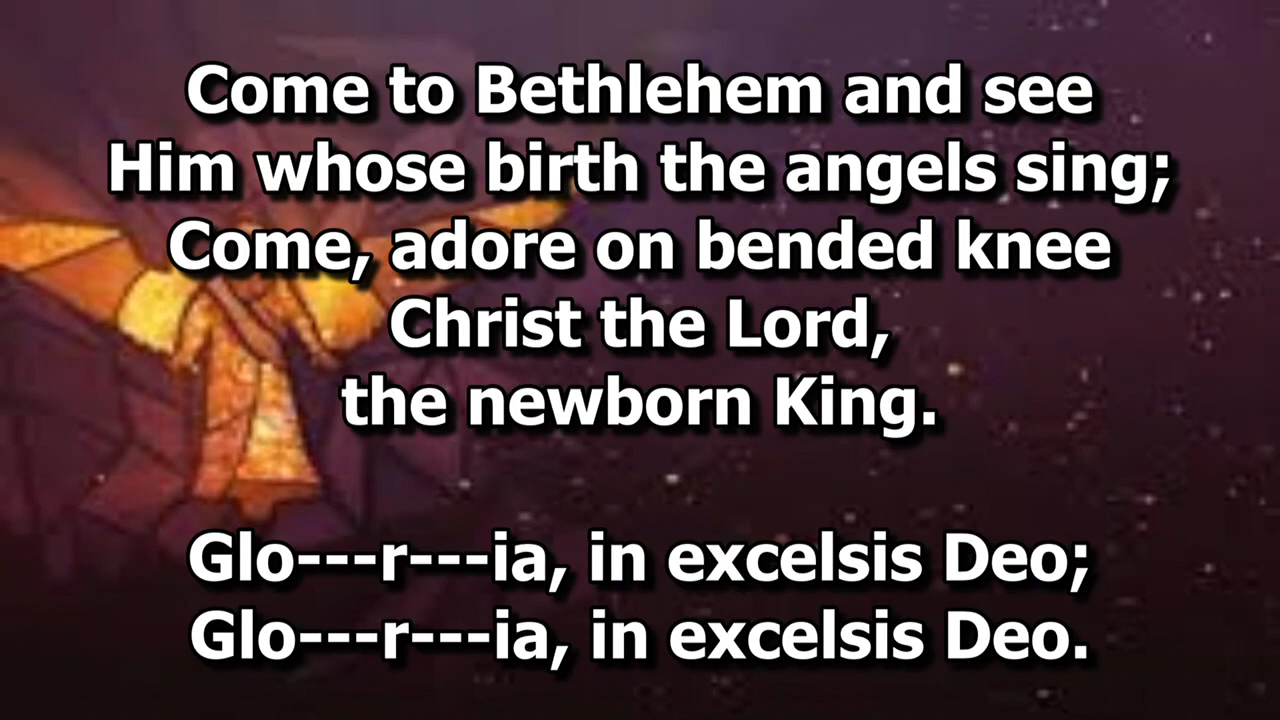 Come to Bethlehem and see
Him whose birth the angels sing;
Come, adore on bended knee
Christ the Lord,
the newborn King.
Glo---r---ia, in excelsis Deo;
Glo---r---ia, in excelsis Deo.